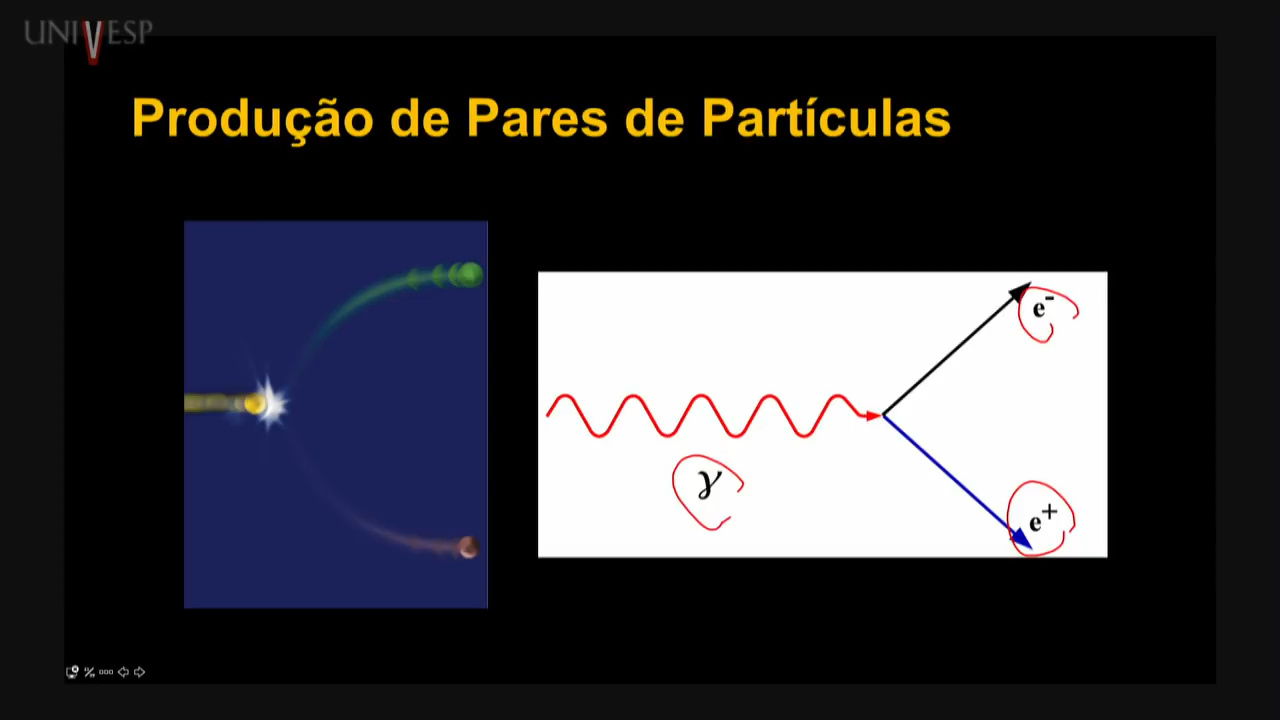 UNIVESP
Produção de Pares de Partículas
e⁻
γ
e⁺